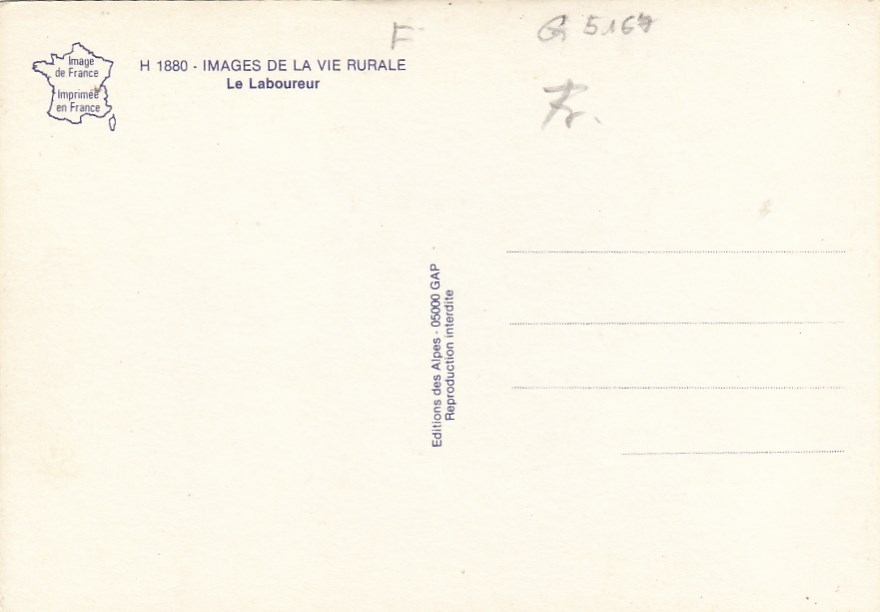 F
G 5167
Image
de France
Imprimée
en France
H 1880 - IMAGES DE LA VIE RURALE
Le Laboureur
Editions des Alpes - 05000 GAP
Reproduction interdite